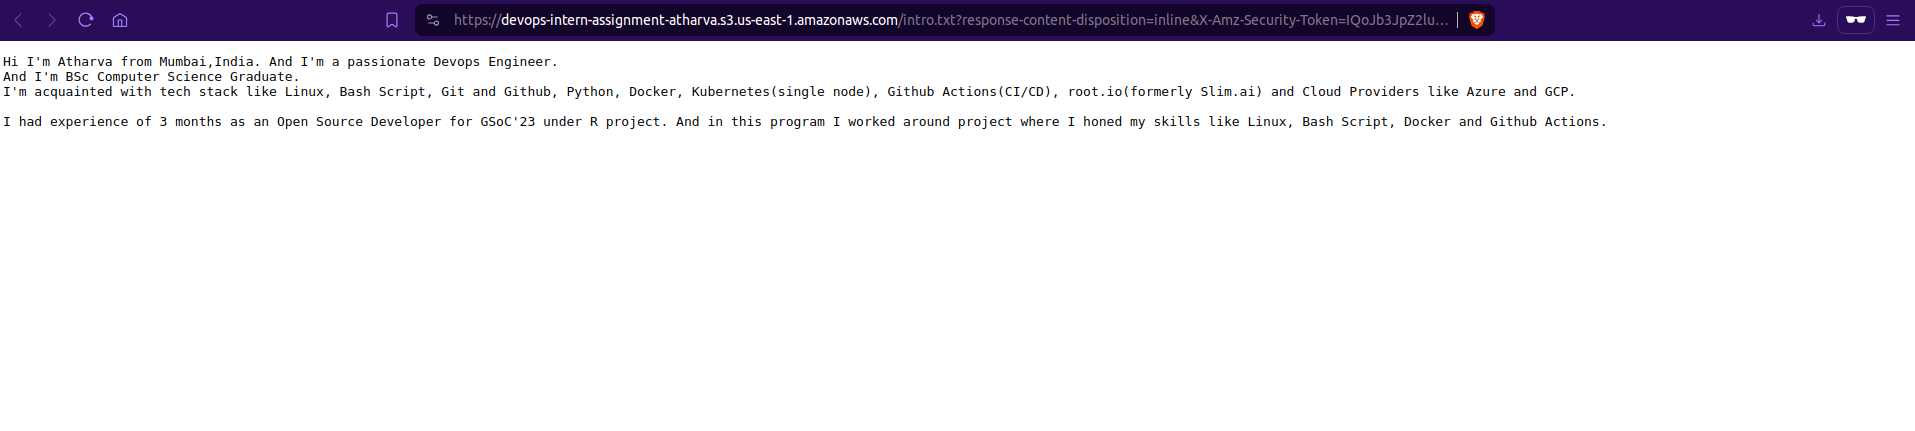 https://devops-intern-assignment-atharva.s3.us-east-1.amazonaws.com/intro.txt?response-content-disposition=inline&X-Amz-Security-Token=IQoJb3JpZ2lu...
Hi I'm Atharva from Mumbai,India. And I'm a passionate Devops Engineer.
And I'm BSc Computer Science Graduate.
I'm acquainted with tech stack like Linux, Bash Script, Git and Github, Python, Docker, Kubernetes(single node), Github Actions(CI/CD), root.io(formerly Slim.ai) and Cloud Providers like Azure and GCP.
I had experience of 3 months as an Open Source Developer for GSoC'23 under R project. And in this program I worked around project where I honed my skills like Linux, Bash Script, Docker and Github Actions.